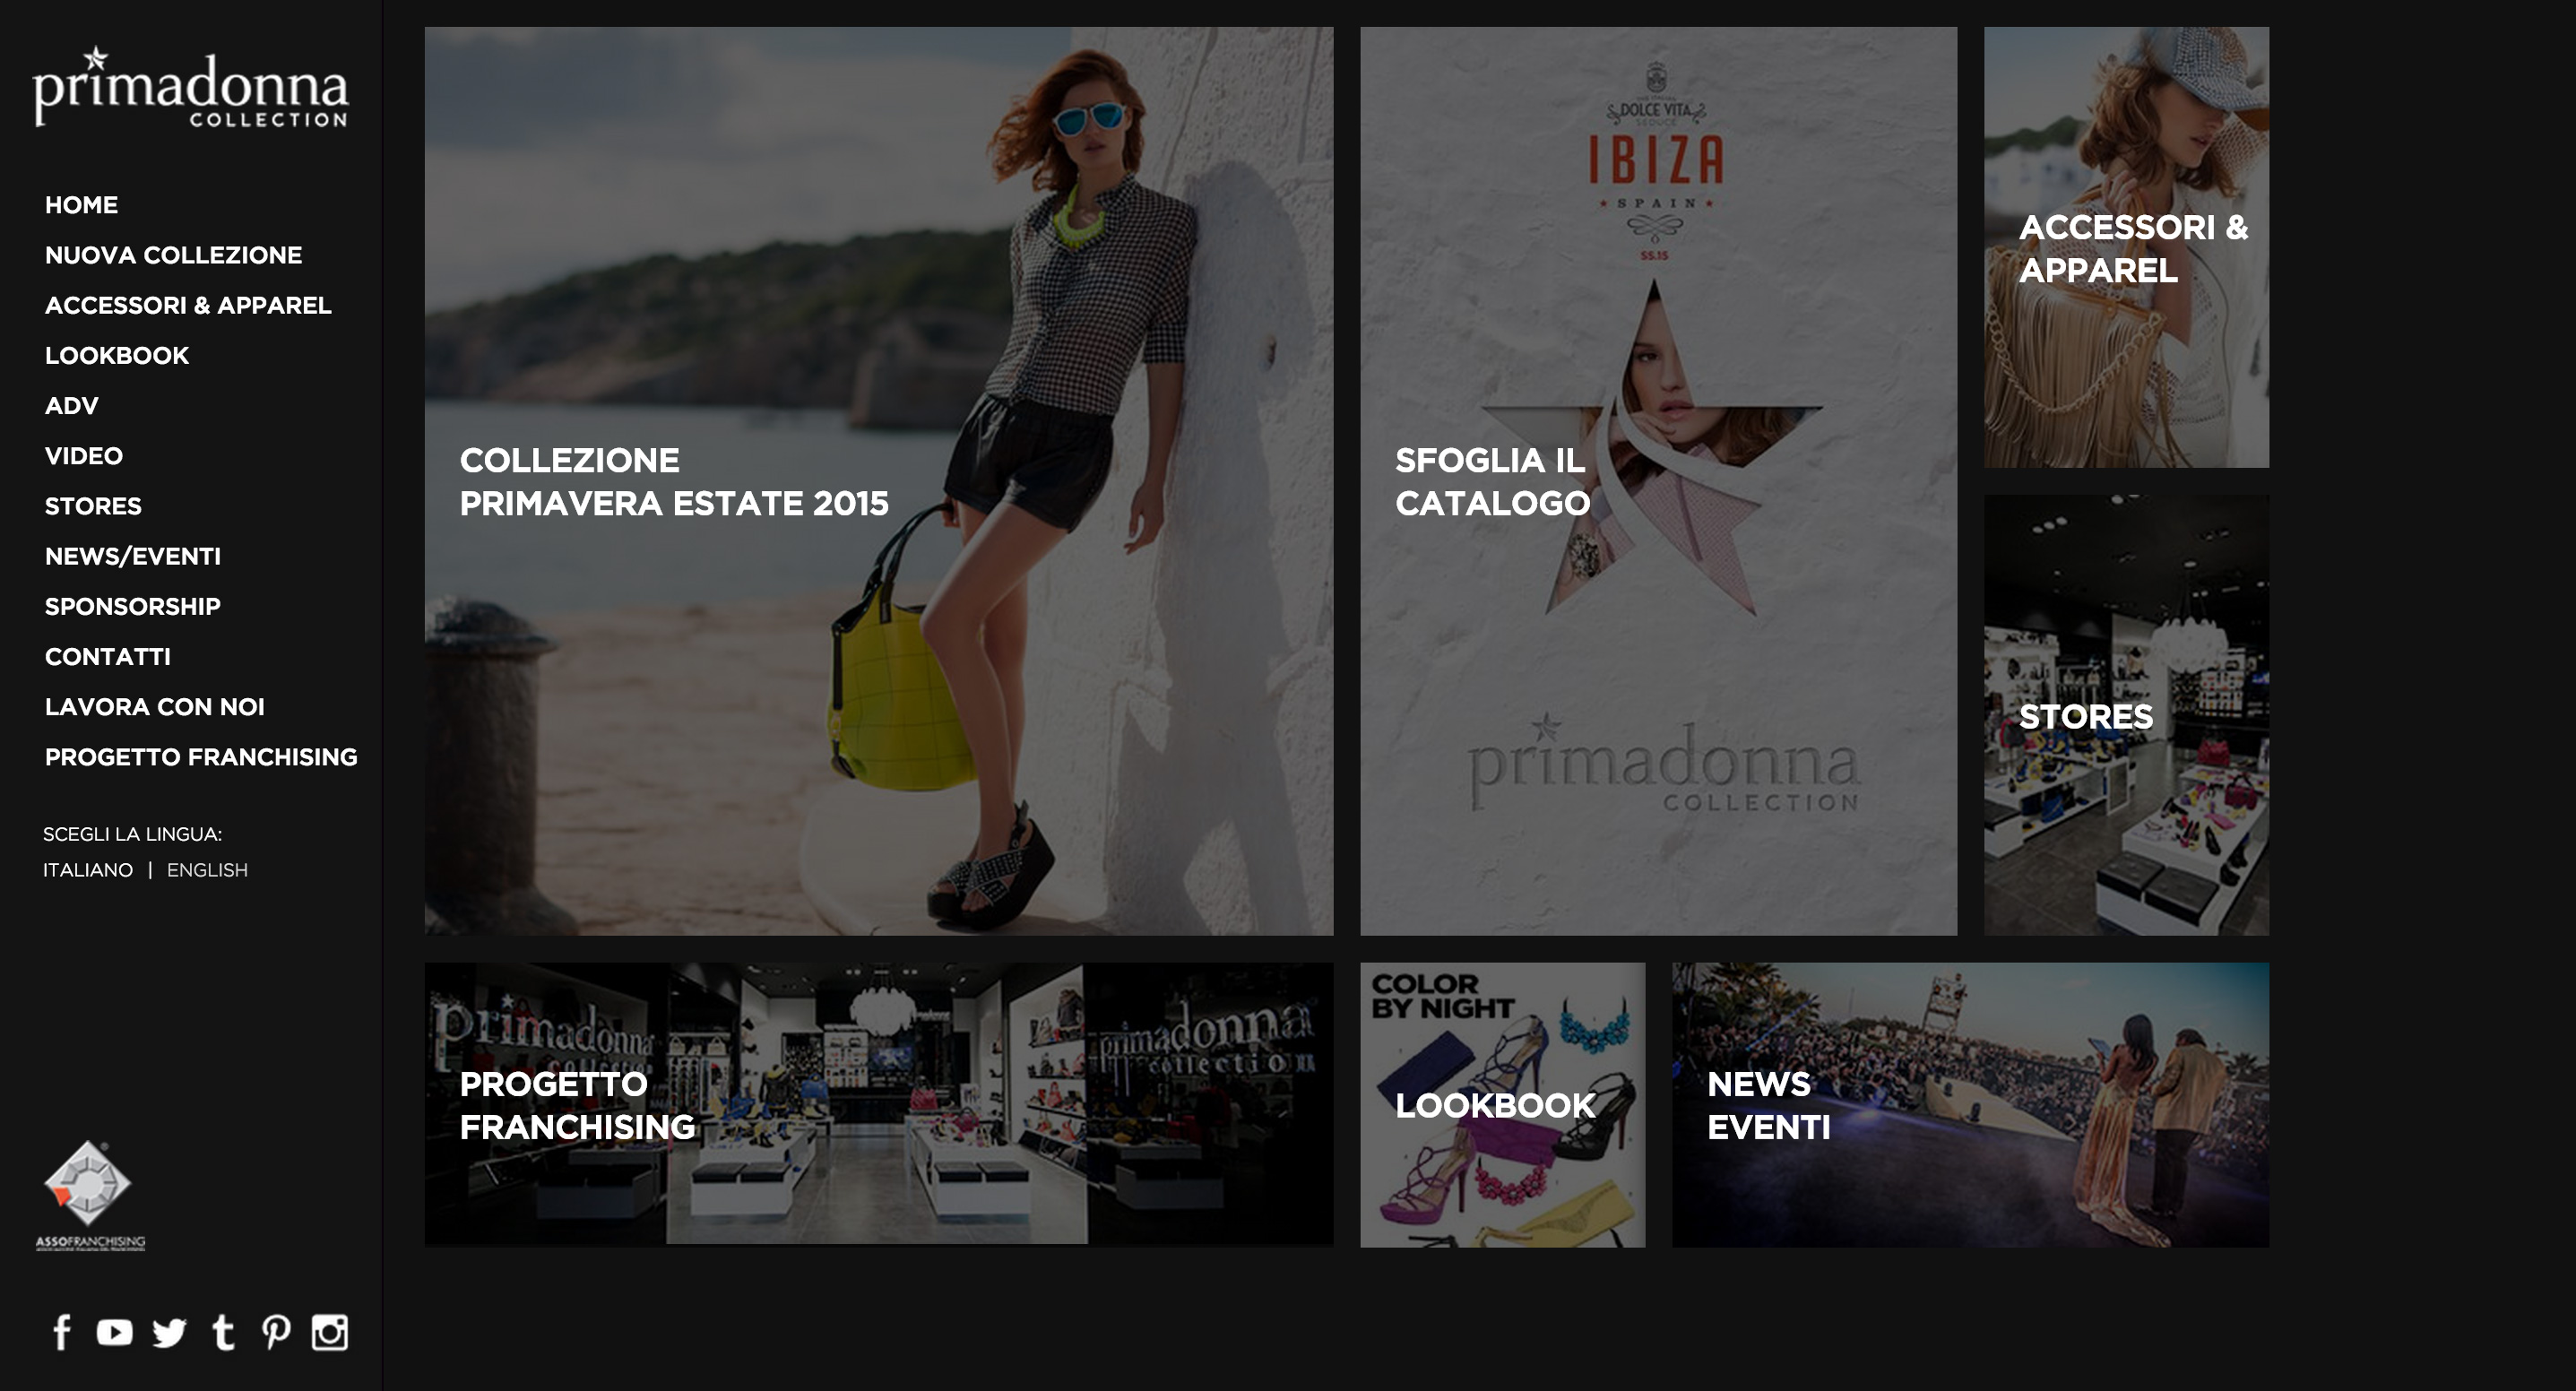 primadonna
COLLECTION
HOME
NUOVA COLLEZIONE
ACCESSORI & APPAREL
LOOKBOOK
ADV
VIDEO
STORES
NEWS/EVENTI
SPONSORSHIP
CONTATTI
LAVORA CON NOI
PROGETTO FRANCHISING
SCEGLI LA LINGUA:
ITALIANO | ENGLISH
ASSOFRANCHISING
COLLEZIONE
PRIMAVERA ESTATE 2015
DOLCE VITA
SEDUCE
IBIZA
SPAIN
SS.15
SFOGLIA IL
CATALOGO
primadonna
COLLECTION
ACCESSORI &
APPAREL
STORES
primadonna
primadonna
collection
PROGETTO
FRANCHISING
COLOR
BY NIGHT
LOOKBOOK
NEWS
EVENTI